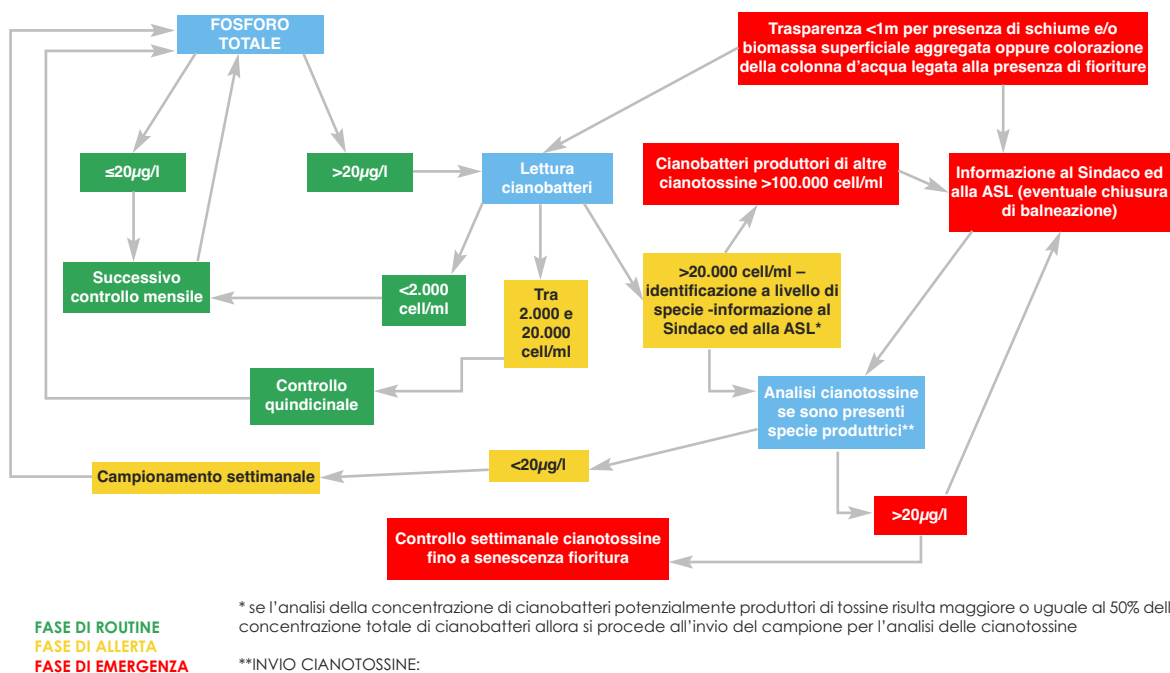 FOSFORO
TOTALE
Trasparenza <1m per presenza di schiume e/o
biomassa superficiale aggregata oppure colorazione
della colonna d'acqua legata alla presenza di fioriture
≤20µg/l
>20µg/l
Lettura
cianobatteri
Cianobatteri produttori di altre
cianotossine >100.000 cell/ml
Informazione al Sindaco ed
alla ASL (eventuale chiusura
di balneazione)
Successivo
controllo mensile
<2.000
cell/ml
Tra
2.000 e
20.000
cell/ml
>20.000 cell/ml –
identificazione a livello di
specie -informazione al
Sindaco ed alla ASL*
Controllo
quindicinale
Analisi cianotossine
se sono presenti
specie produttrici**
Campionamento settimanale
<20µg/l
>20µg/l
Controllo settimanale cianotossine
fino a senescenza fioritura
FASE DI ROUTINE
FASE DI ALLERTA
FASE DI EMERGENZA
* se l'analisi della concentrazione di cianobatteri potenzialmente produttori di tossine risulta maggiore o uguale al 50% dell
concentrazione totale di cianobatteri allora si procede all'invio del campione per l'analisi delle cianotossine
**INVIO CIANOTOSSINE: